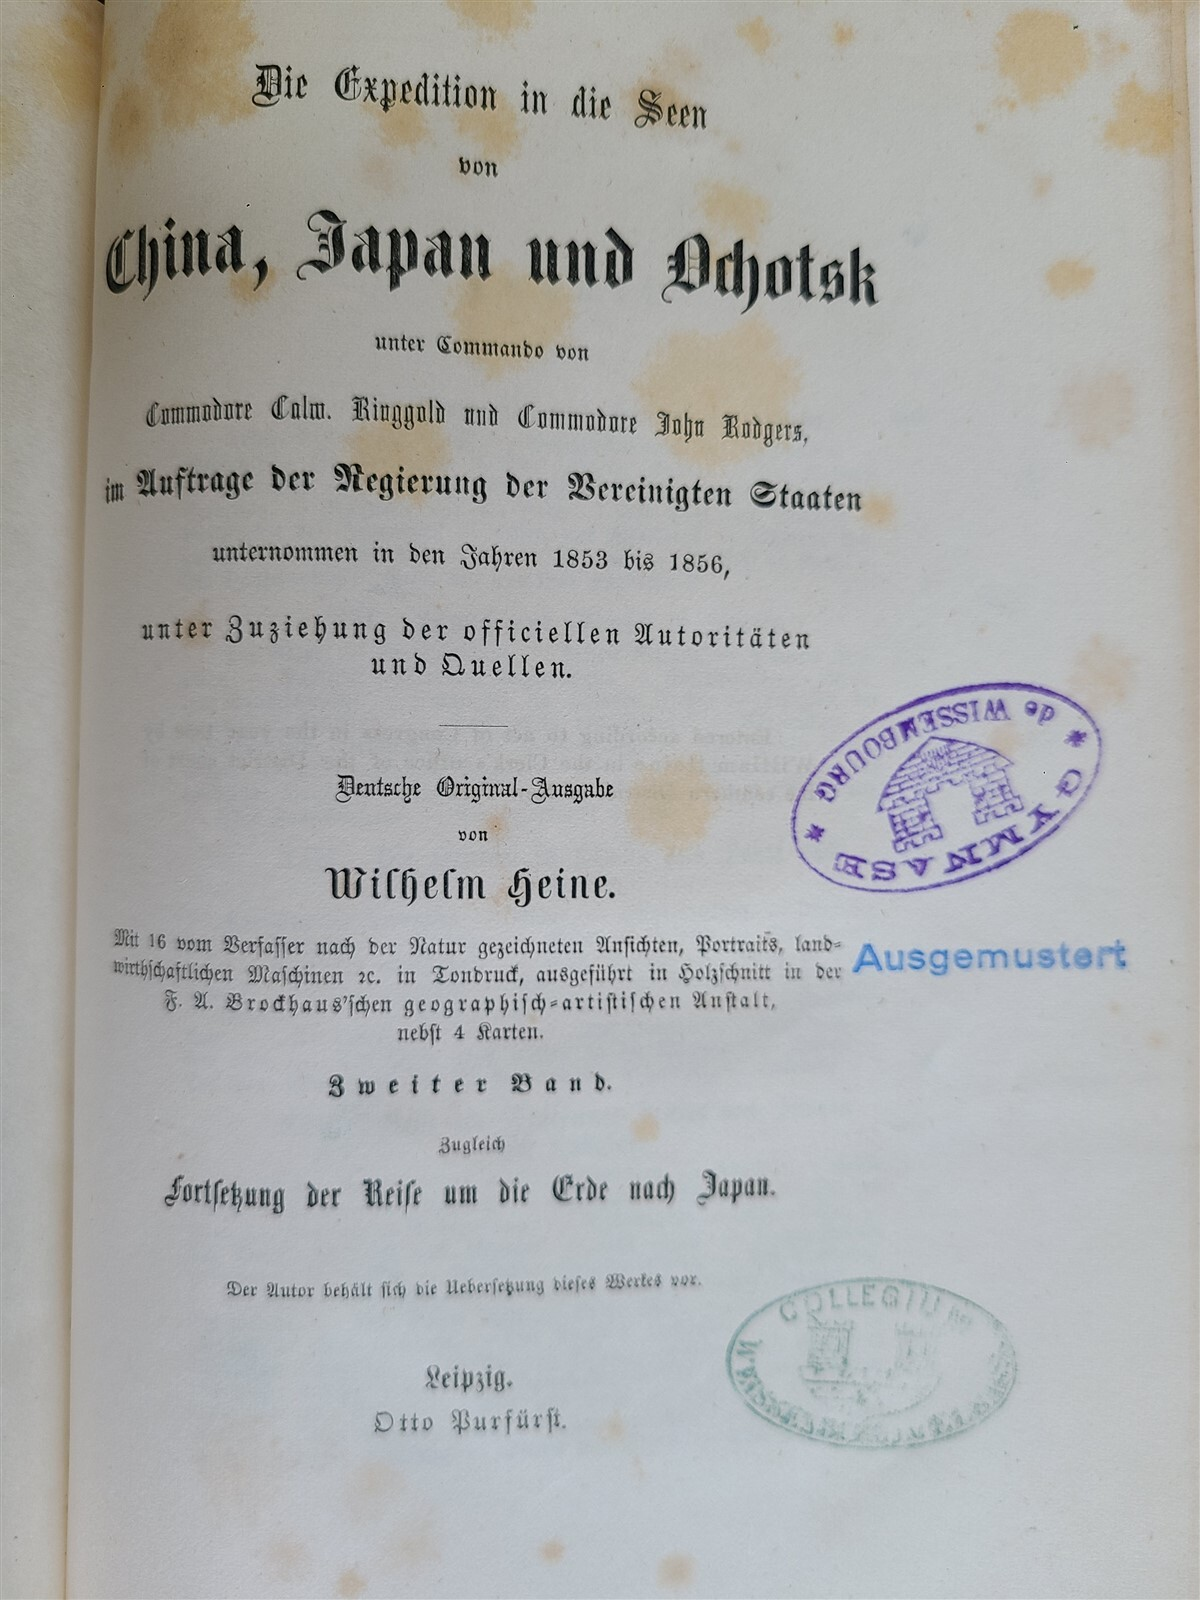 Die Expedition in die Seen
von
China, Japan und Ochotsk
unter Commando von
Commodore Calw. Ringgold und Commodore John Rodgers,
im Auftrage der Regierung der Vereinigten Staaten
unternommen in den Jahren 1853 bis 1856,
unter Zuziehung der officiellen Autoritäten
und Quellen.
Deutsche Original-Ausgabe
von
Wilhelm Heine.
Mit 16 vom Verfasser nach der Natur gezeichneten Ansichten, Portraits, land-
wirthschaftlichen Maschinen ꝛc. in Tondruck, ausgeführt in Holzschnitt in der
F. A. Brockhaus'schen geographisch-artistischen Anstalt,
nebst 4 Karten.
Zweiter Band.
Zugleich
Fortsetzung der Reise um die Erde nach Japan.
Der Autor behält sich die Uebersetzung dieses Werkes vor.
Leipzig.
Otto Purfürst.
* GYMNASE * de WISSEMBOURG
Ausgemustert
COLLEGIUM